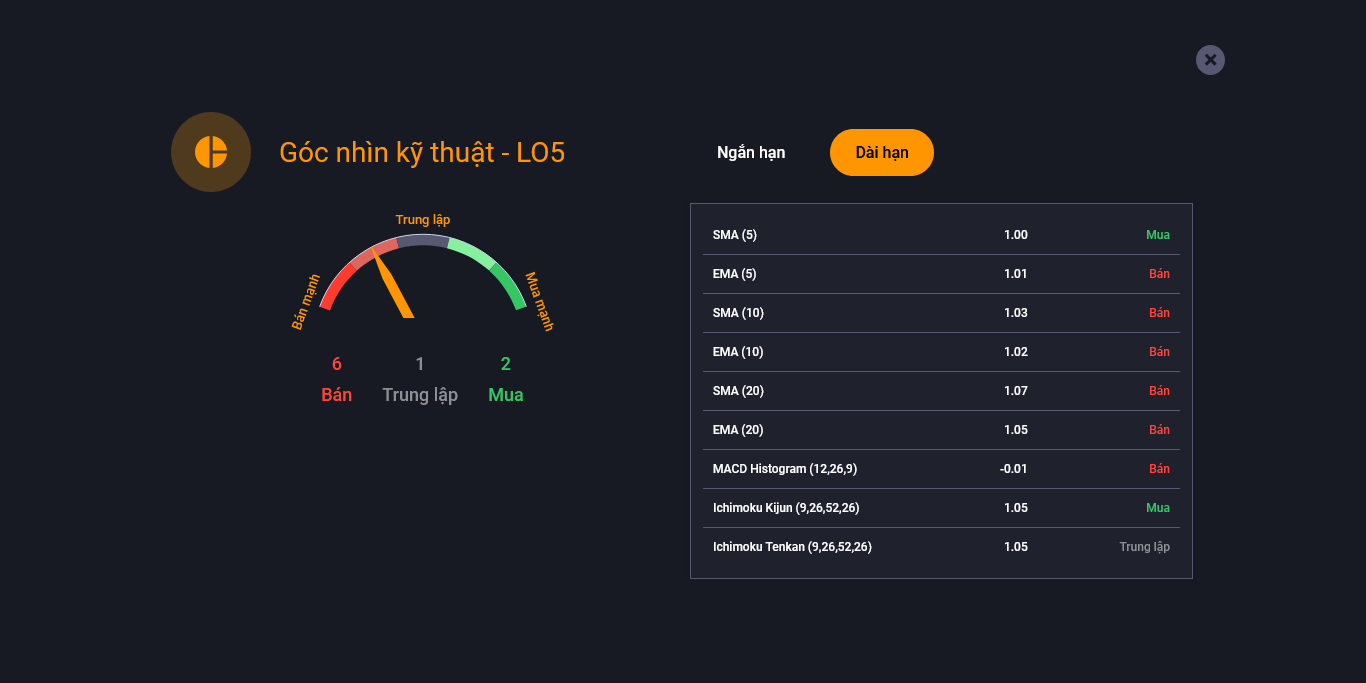 Góc nhìn kỹ thuật - LO5
Trung lập
Bán mạnh
Mua mạnh
6 1 2
Bán Trung lập Mua
Ngắn hạn Dài hạn
SMA (5) 1.00 Mua
EMA (5) 1.01 Bán
SMA (10) 1.03 Bán
EMA (10) 1.02 Bán
SMA (20) 1.07 Bán
EMA (20) 1.05 Bán
MACD Histogram (12,26,9) -0.01 Bán
Ichimoku Kijun (9,26,52,26) 1.05 Mua
Ichimoku Tenkan (9,26,52,26) 1.05 Trung lập